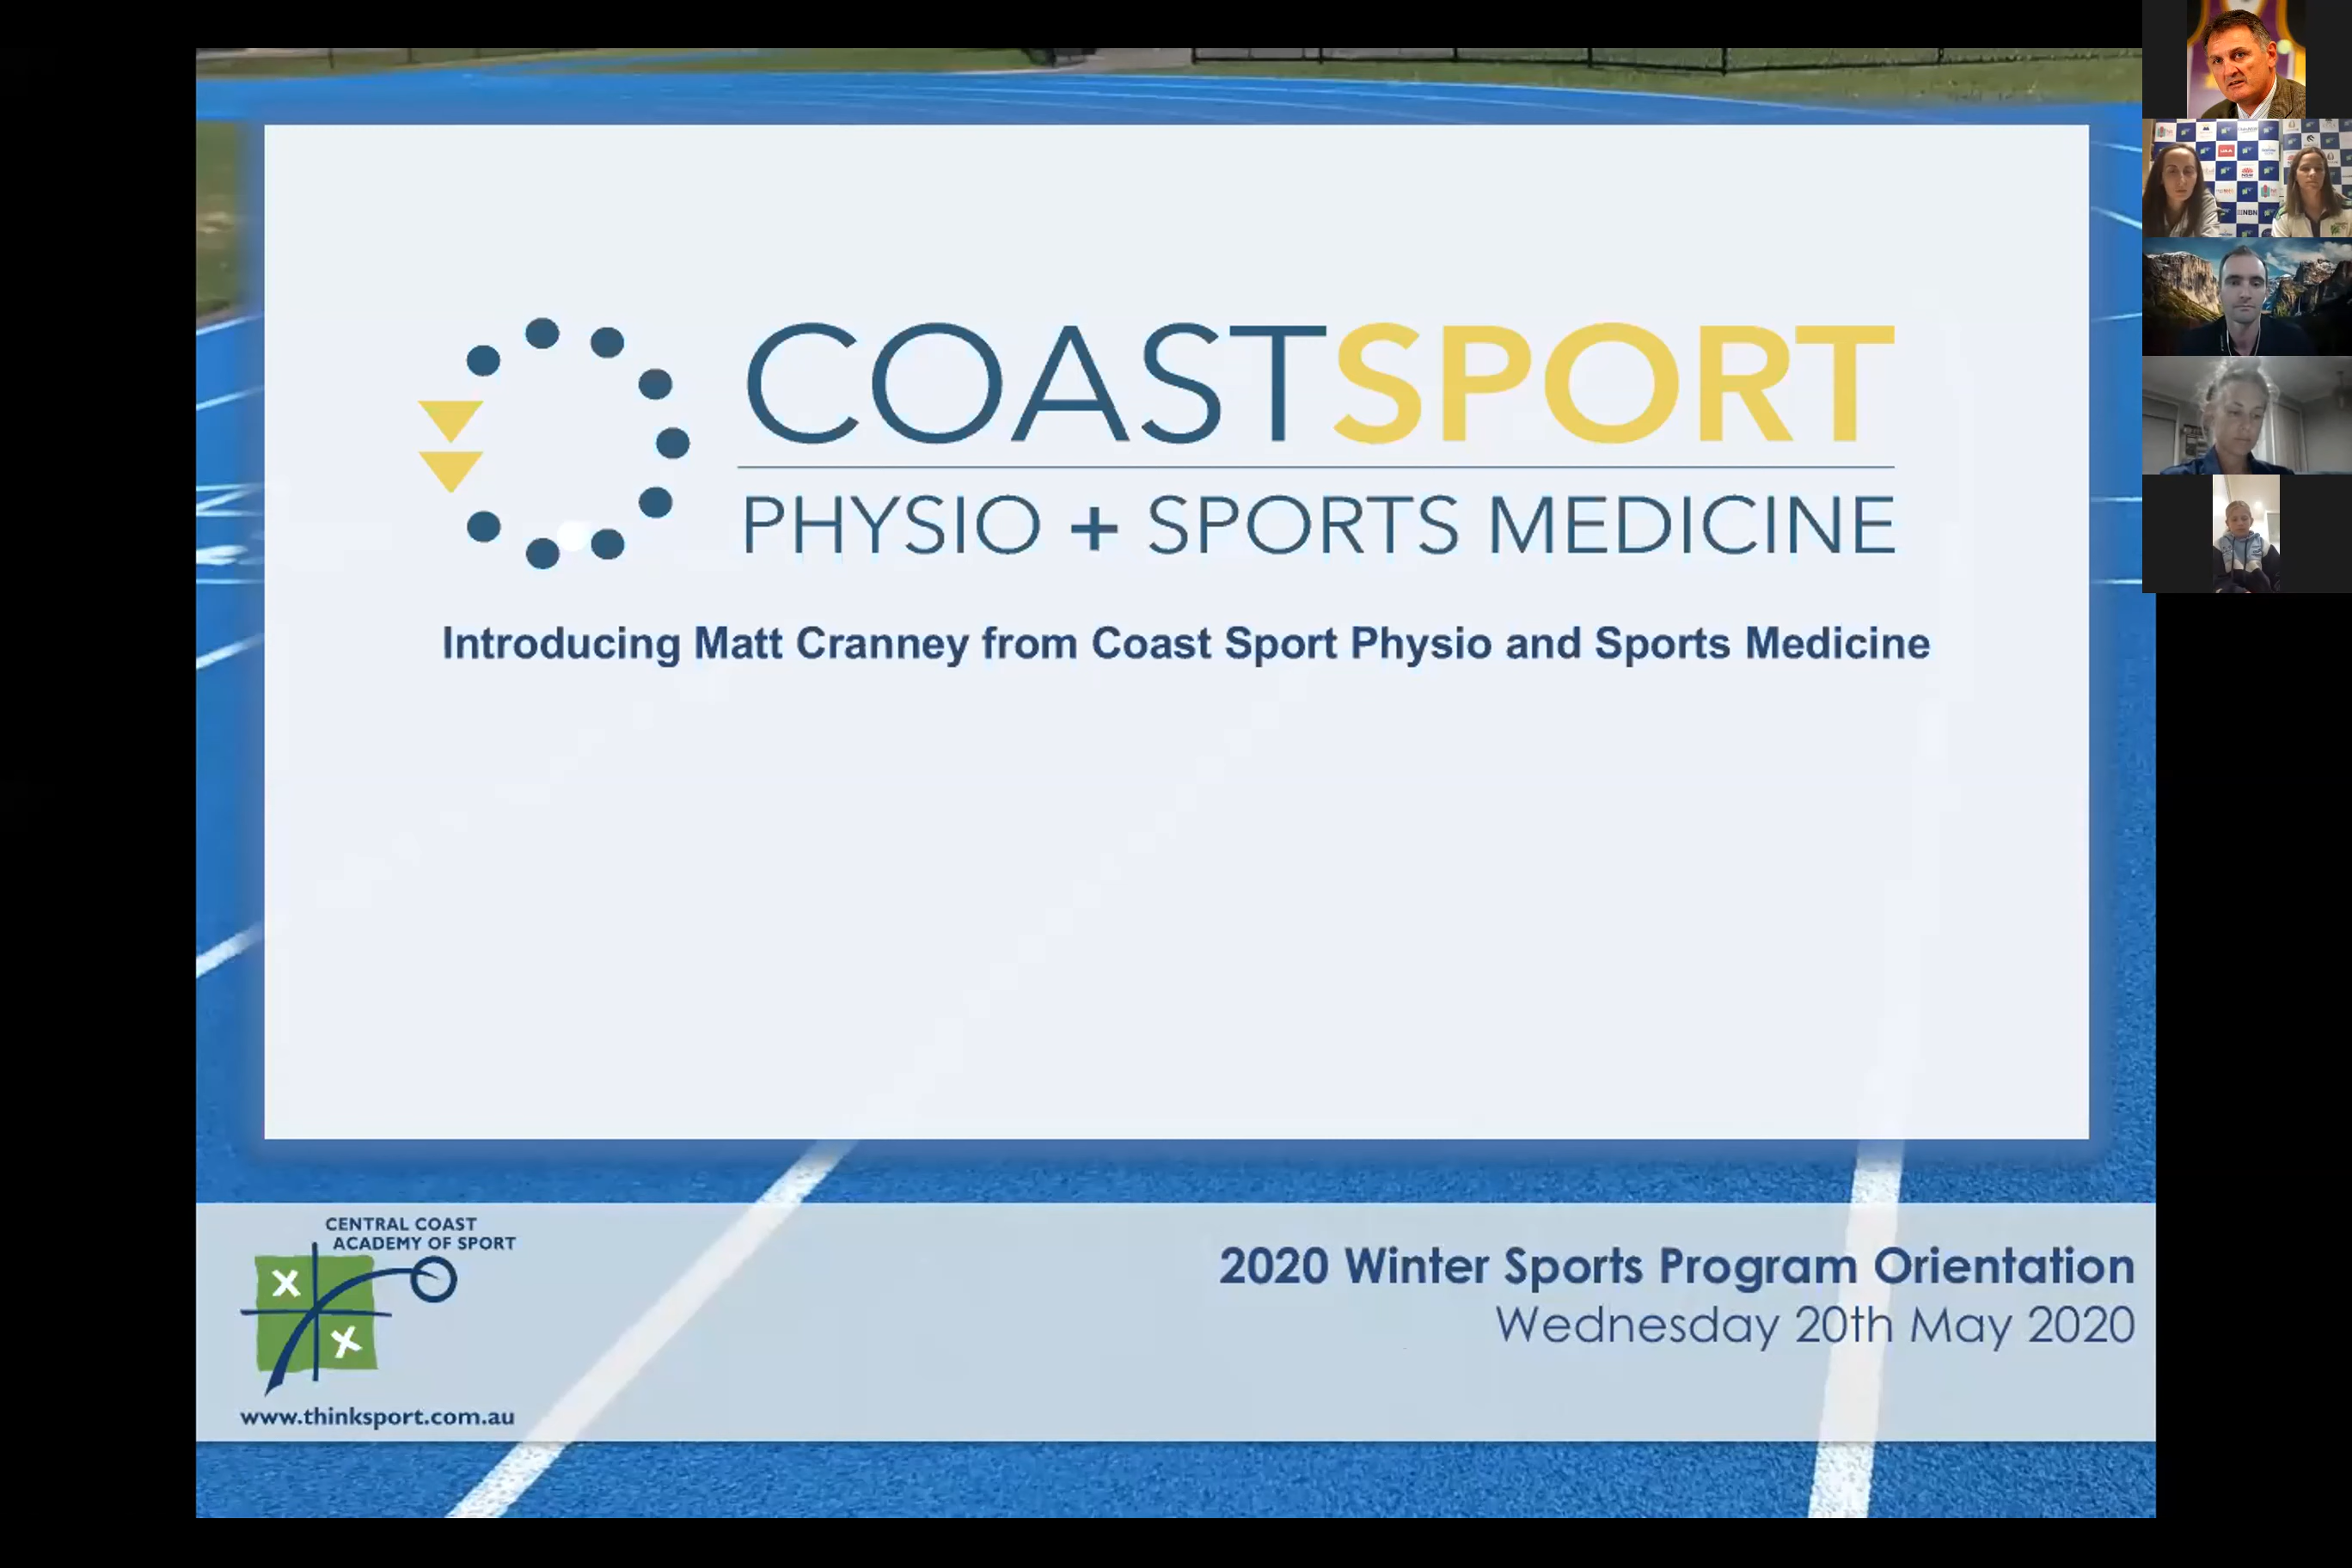 COASTSPORT
PHYSIO + SPORTS MEDICINE
Introducing Matt Cranney from Coast Sport Physio and Sports Medicine
CENTRAL COAST
ACADEMY OF SPORT
X
X
www.thinksport.com.au
2020 Winter Sports Program Orientation
Wednesday 20th May 2020
NBN